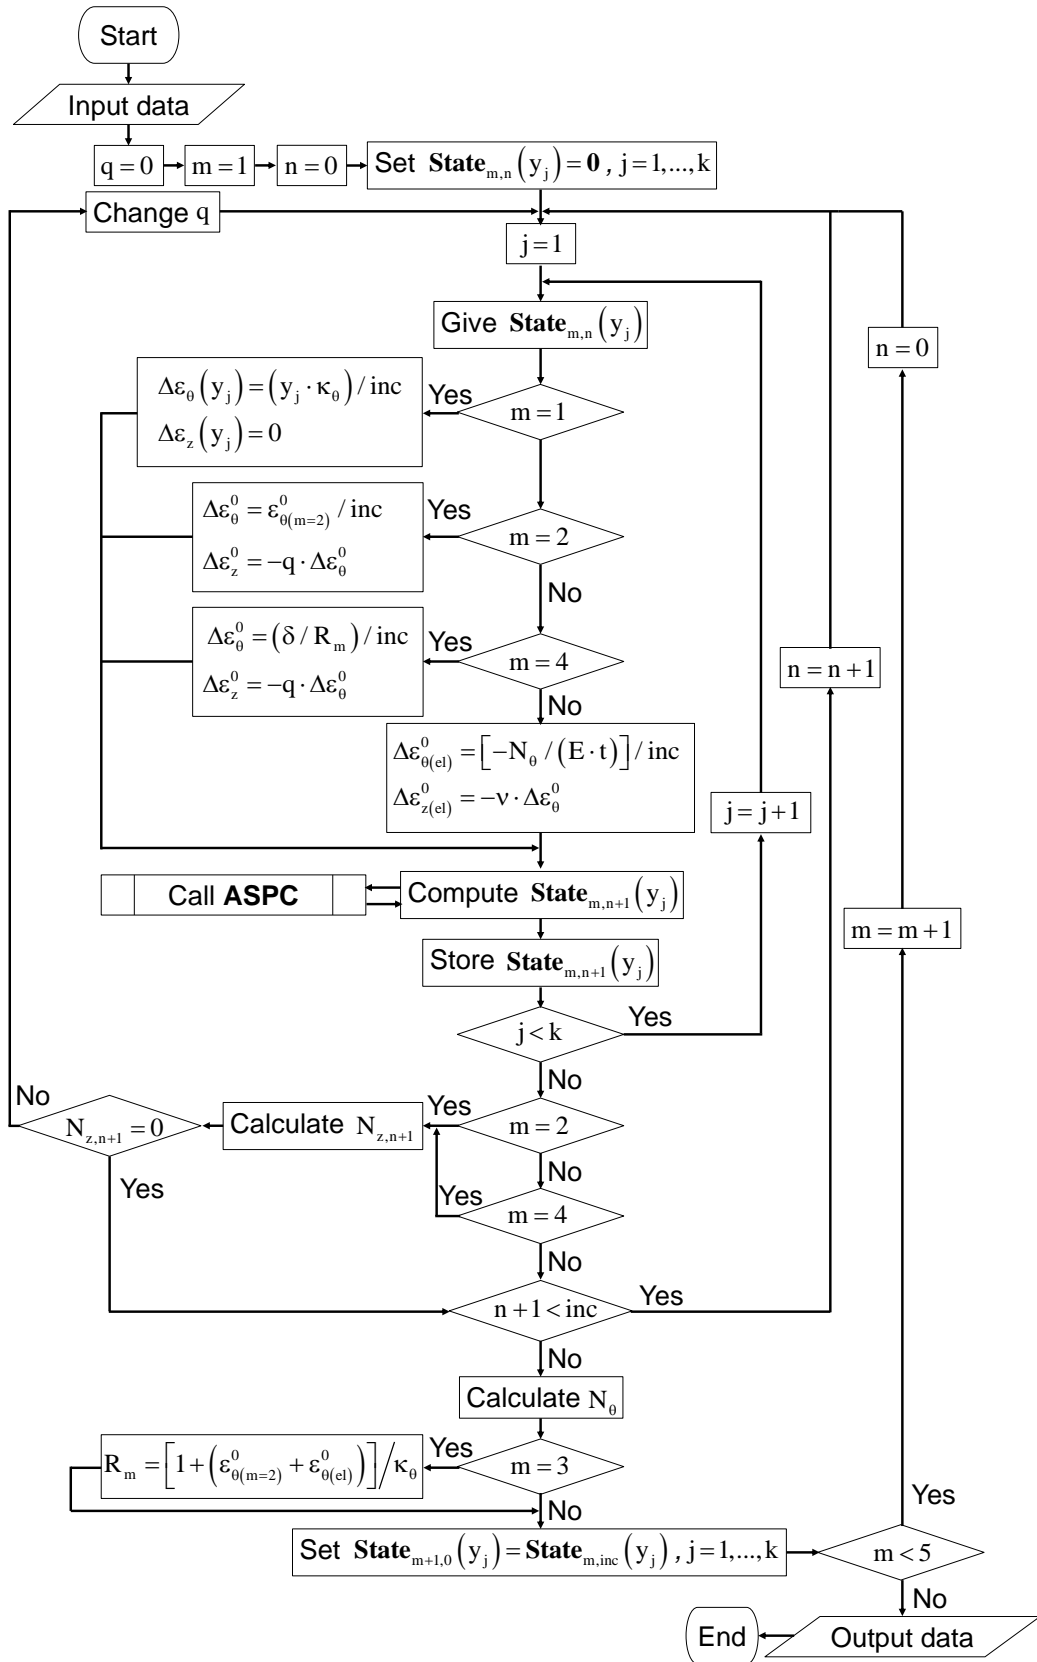 Start
Input data
q = 0
m = 1
n = 0
Set State_{m,n}(y_j) = 0 , j = 1,...,k
Change q
j = 1
Give State_{m,n}(y_j)
n = 0
Δε_θ(y_j) = (y_j · κ_θ) / inc
Δε_z(y_j) = 0
Yes
m = 1
Δε_θ^0 = ε_{θ(m=2)}^0 / inc
Δε_z^0 = −q · Δε_θ^0
Yes
m = 2
No
Δε_θ^0 = (δ / R_m) / inc
Δε_z^0 = −q · Δε_θ^0
Yes
m = 4
No
n = n + 1
Δε_{θ(el)}^0 = [−N_θ / (E · t)] / inc
Δε_{z(el)}^0 = −ν · Δε_θ^0
j = j + 1
Call ASPC
Compute State_{m,n+1}(y_j)
m = m + 1
Store State_{m,n+1}(y_j)
j < k
Yes
No
No
N_{z,n+1} = 0
Yes
Calculate N_{z,n+1}
Yes
m = 2
No
Yes
m = 4
No
n + 1 < inc
Yes
No
Calculate N_θ
R_m = [1 + (ε_{θ(m=2)}^0 + ε_{θ(el)}^0)] / κ_θ
Yes
m = 3
No
Set State_{m+1,0}(y_j) = State_{m,inc}(y_j) , j = 1,...,k
Yes
m < 5
No
End
Output data